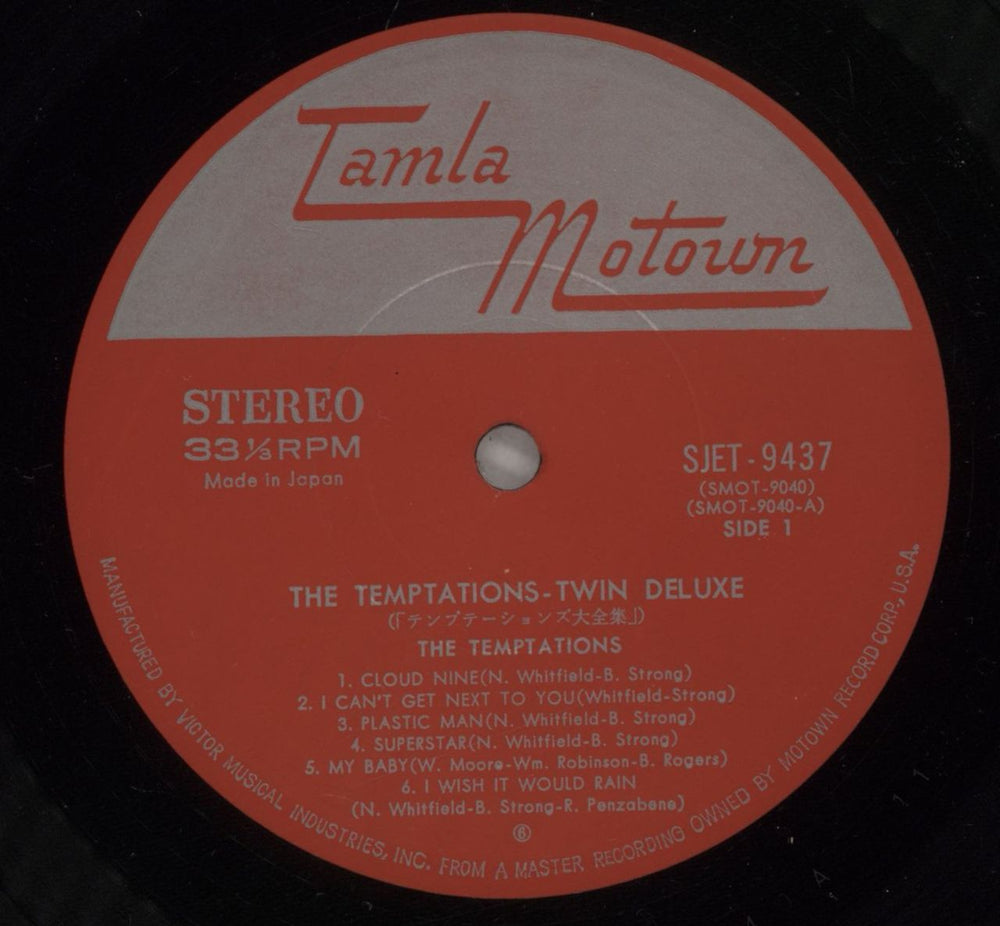 Tamla
Motown
STEREO
33⅓RPM
Made in Japan
SJET-9437
(SMOT-9040)
(SMOT-9040-A)
SIDE 1
THE TEMPTATIONS-TWIN DELUXE
(「テンプテーションズ大全集」)
THE TEMPTATIONS
1. CLOUD NINE(N. Whitfield-B. Strong)
2. I CAN'T GET NEXT TO YOU(Whitfield-Strong)
3. PLASTIC MAN(N. Whitfield-B. Strong)
4. SUPERSTAR(N. Whitfield-B. Strong)
5. MY BABY(W. Moore-Wm. Robinson-B. Rogers)
6. I WISH IT WOULD RAIN
(N. Whitfield-B. Strong-R. Penzabene)
⑥
MANUFACTURED BY VICTOR MUSICAL INDUSTRIES, INC. FROM A MASTER RECORDING OWNED BY MOTOWN RECORD CORP., U.S.A.